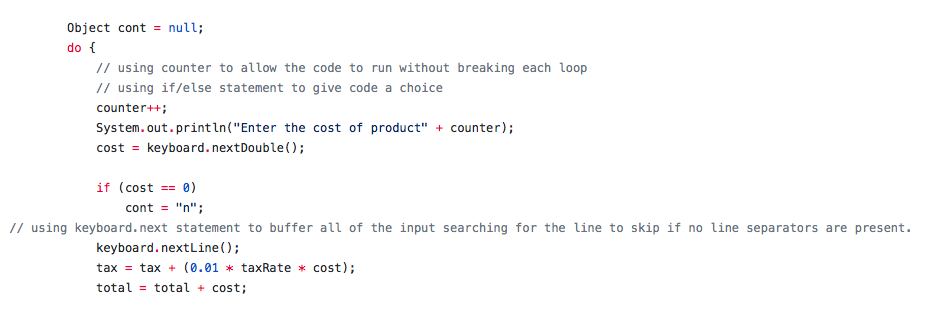 Object cont = null;
do {
// using counter to allow the code to run without breaking each loop
// using if/else statement to give code a choice
counter++;
System.out.println("Enter the cost of product" + counter);
cost = keyboard.nextDouble();
if (cost == 0)
cont = "n";
// using keyboard.next statement to buffer all of the input searching for the line to skip if no line separators are present.
keyboard.nextLine();
tax = tax + (0.01 * taxRate * cost);
total = total + cost;